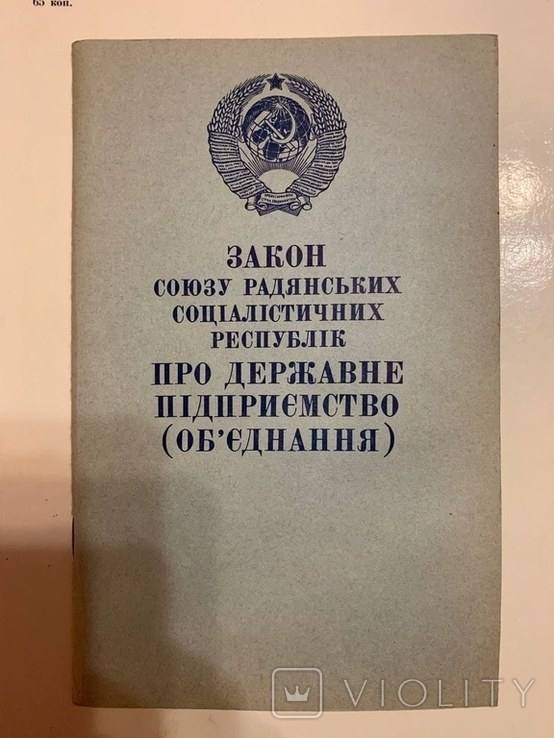 65 коп.
ЗАКОН
СОЮЗУ РАДЯНСЬКИХ
СОЦІАЛІСТИЧНИХ
РЕСПУБЛІК
ПРО ДЕРЖАВНЕ
ПІДПРИЄМСТВО
(ОБ'ЄДНАННЯ)
VIOLITY